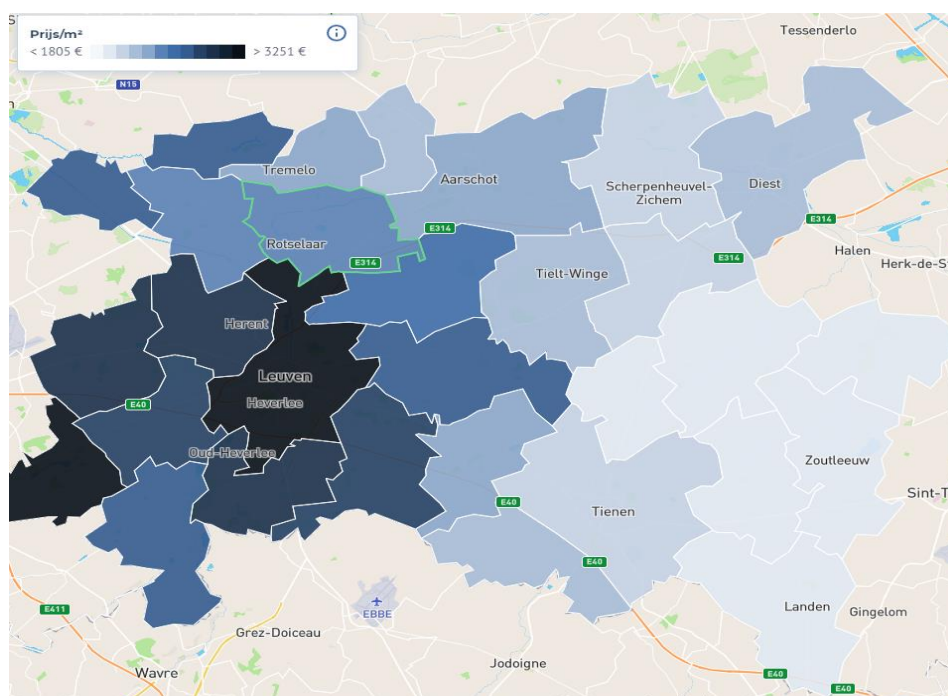 Prijs/m²
< 1805 €
> 3251 €
Tessenderlo
N15
Tremelo
Aarschot
Scherpenheuvel-
Zichem
Diest
E314
E314
Rotselaar
E314
E314
Halen
Tielt-Winge
Herk-de-S
Herent
Leuven
E40
Heverlee
Oud-Heverlee
Zoutleeuw
Sint-T
E40
Tienen
E40
E411
EBBE
Landen
Gingelom
Grez-Doiceau
Jodoigne
Wavre
E40
E40